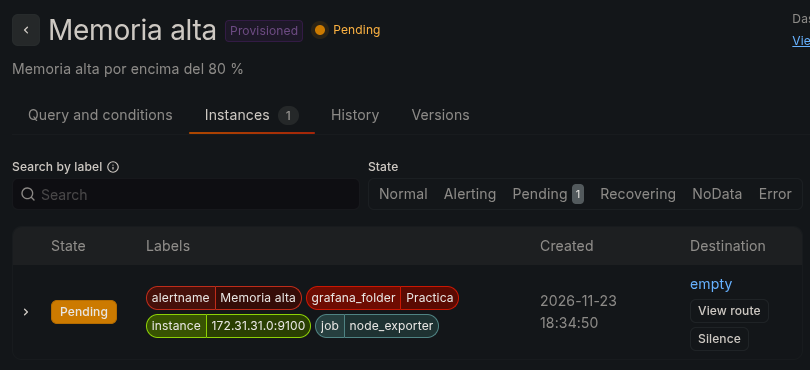 Memoria alta Provisioned Pending
Das
Vie
Memoria alta por encima del 80 %
Query and conditions Instances 1 History Versions
Search by label State
Search Normal Alerting Pending 1 Recovering NoData Error
State Labels Created Destination
Pending
alertname Memoria alta grafana_folder Practica
instance 172.31.31.0:9100 job node_exporter
2026-11-23
18:34:50
empty
View route
Silence